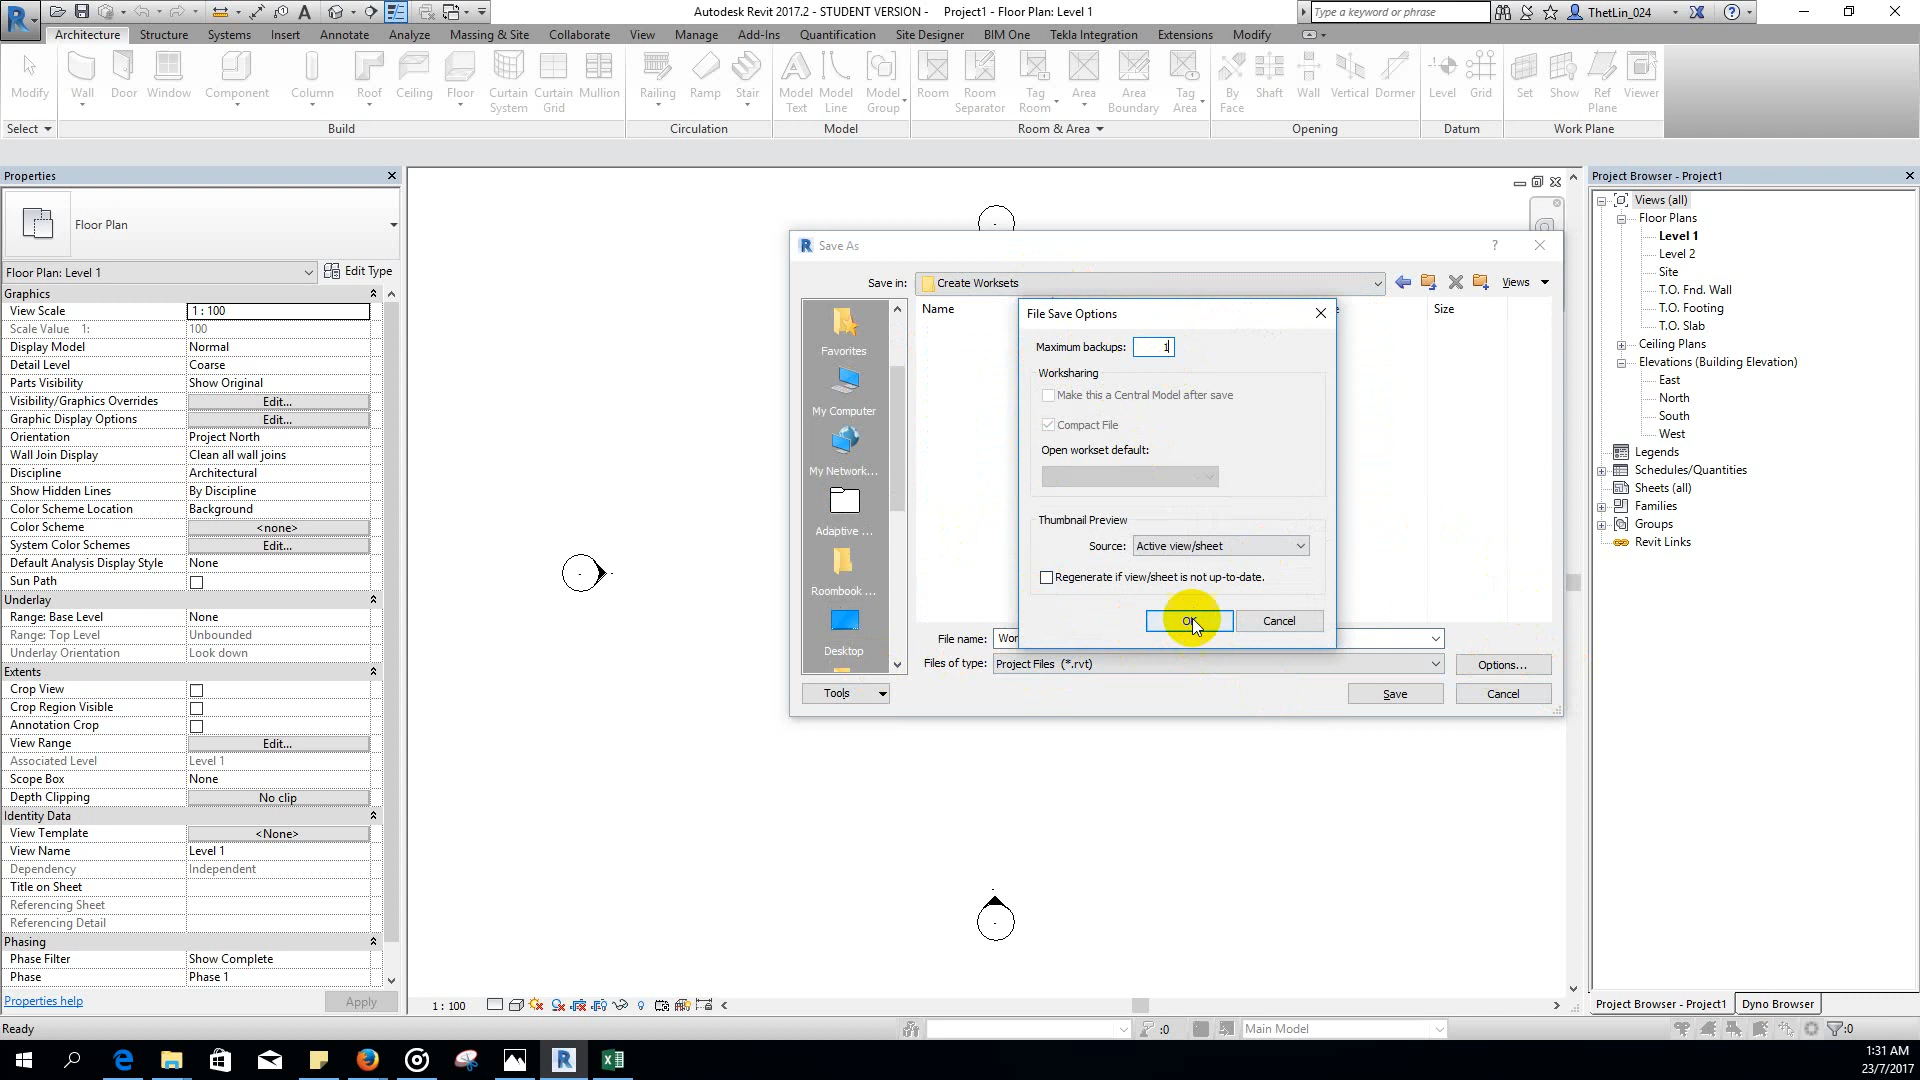 Autodesk Revit 2017.2 - STUDENT VERSION - Project1 - Floor Plan: Level 1
Type a keyword or phrase
ThetLin_024
Architecture Structure Systems Insert Annotate Analyze Massing & Site Collaborate View Manage Add-Ins Quantification Site Designer BIM One Tekla Integration Extensions Modify
Modify Wall Door Window Component Column Roof Ceiling Floor Curtain System Curtain Grid Mullion Railing Ramp Stair Model Text Model Line Model Group Room Room Separator Tag Room Area Area Boundary Tag Area By Face Shaft Wall Vertical Dormer Level Grid Set Show Ref Plane Viewer
Select Build Circulation Model Room & Area Opening Datum Work Plane
Properties
Floor Plan
Floor Plan: Level 1 Edit Type
Graphics
View Scale 1 : 100
Scale Value 1: 100
Display Model Normal
Detail Level Coarse
Parts Visibility Show Original
Visibility/Graphics Overrides Edit...
Graphic Display Options Edit...
Orientation Project North
Wall Join Display Clean all wall joins
Discipline Architectural
Show Hidden Lines By Discipline
Color Scheme Location Background
Color Scheme <none>
System Color Schemes Edit...
Default Analysis Display Style None
Sun Path
Underlay
Range: Base Level None
Range: Top Level Unbounded
Underlay Orientation Look down
Extents
Crop View
Crop Region Visible
Annotation Crop
View Range Edit...
Associated Level Level 1
Scope Box None
Depth Clipping No clip
Identity Data
View Template <None>
View Name Level 1
Dependency Independent
Title on Sheet
Referencing Sheet
Referencing Detail
Phasing
Phase Filter Show Complete
Phase Phase 1
Properties help Apply
Save As
Save in: Create Worksets Views
Name Size
Favorites
My Computer
My Network...
Adaptive ...
Roombook ...
Desktop
File Save Options
Maximum backups: 1
Worksharing
Make this a Central Model after save
Compact File
Open workset default:
Thumbnail Preview
Source: Active view/sheet
Regenerate if view/sheet is not up-to-date.
OK Cancel
File name: Wor
Files of type: Project Files (*.rvt) Options...
Tools Save Cancel
Project Browser - Project1
Views (all)
Floor Plans
Level 1
Level 2
Site
T.O. Fnd. Wall
T.O. Footing
T.O. Slab
Ceiling Plans
Elevations (Building Elevation)
East
North
South
West
Legends
Schedules/Quantities
Sheets (all)
Families
Groups
Revit Links
1 : 100
Project Browser - Project1 Dyno Browser
Ready :0 Main Model :0
1:31 AM
23/7/2017